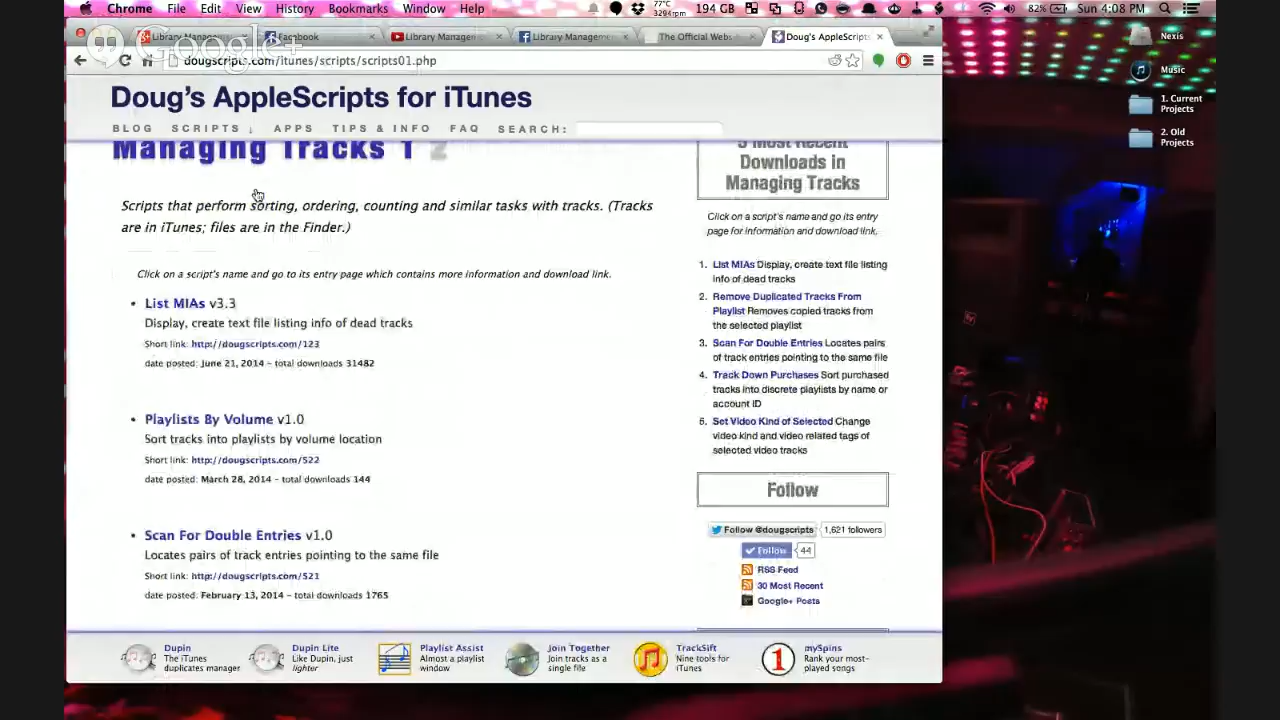 Chrome File Edit View History Bookmarks Window Help
77°C
3294rpm
194 GB
82%
Sun 4:08 PM
Library Manage
Facebook
Library Manageme
Library Manageme
The Official Webs
Doug's AppleScripts
Google+
dougscripts.com/itunes/scripts/scripts01.php
Nexis
Music
1. Current
Projects
2. Old
Projects
Doug's AppleScripts for iTunes
BLOG SCRIPTS ↓ APPS TIPS & INFO FAQ SEARCH:
Managing Tracks 1 2
Scripts that perform sorting, ordering, counting and similar tasks with tracks. (Tracks
are in iTunes; files are in the Finder.)
Click on a script's name and go to its entry page which contains more information and download link.
• List MIAs v3.3
Display, create text file listing info of dead tracks
Short link: http://dougscripts.com/123
date posted: June 21, 2014 – total downloads 31482
• Playlists By Volume v1.0
Sort tracks into playlists by volume location
Short link: http://dougscripts.com/522
date posted: March 28, 2014 – total downloads 144
• Scan For Double Entries v1.0
Locates pairs of track entries pointing to the same file
Short link: http://dougscripts.com/521
date posted: February 13, 2014 – total downloads 1765
5 Most Recent
Downloads in
Managing Tracks
Click on a script's name and go its entry
page for information and download link.
1. List MIAs Display, create text file listing
info of dead tracks
2. Remove Duplicated Tracks From
Playlist Removes copied tracks from
the selected playlist
3. Scan For Double Entries Locates pairs
of track entries pointing to the same file
4. Track Down Purchases Sort purchased
tracks into discrete playlists by name or
account ID
5. Set Video Kind of Selected Change
video kind and video related tags of
selected video tracks
Follow
Follow @dougscripts 1,621 followers
Follow 44
RSS Feed
30 Most Recent
Google+ Posts
Dupin
The iTunes
duplicates manager
Dupin Lite
Like Dupin, just
lighter
Playlist Assist
Almost a playlist
window
Join Together
Join tracks as a
single file
TrackSift
Nine tools for
iTunes
1
mySpins
Rank your most-
played songs